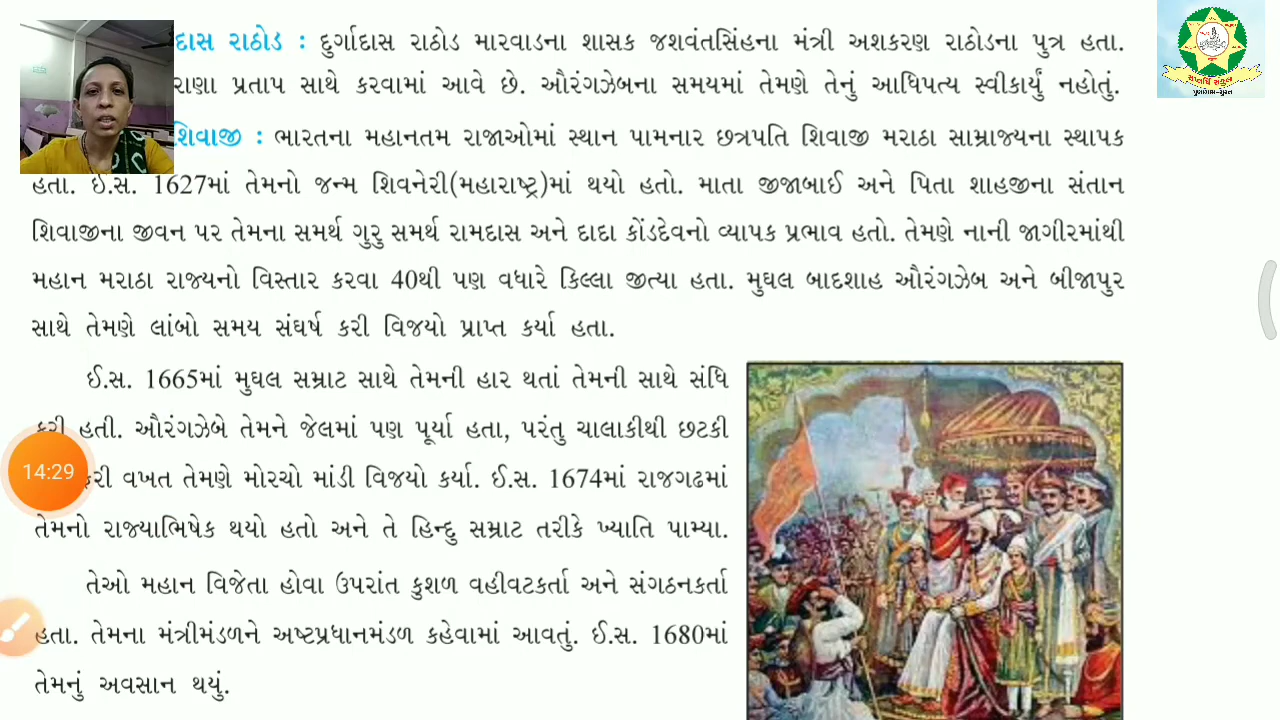 દાસ રાઠોડ : દુર્ગાદાસ રાઠોડ મારવાડના શાસક જશવંતસિંહના મંત્રી અશકરણ રાઠોડના પુત્ર હતા.
રાણા પ્રતાપ સાથે કરવામાં આવે છે. ઔરંગઝેબના સમયમાં તેમણે તેનું આધિપત્ય સ્વીકાર્યું નહોતું.
શિવાજી : ભારતના મહાનતમ રાજાઓમાં સ્થાન પામનાર છત્રપતિ શિવાજી મરાઠા સામ્રાજ્યના સ્થાપક
હતા. ઈ.સ. 1627માં તેમનો જન્મ શિવનેરી(મહારાષ્ટ્ર)માં થયો હતો. માતા જીજાબાઈ અને પિતા શાહજીના સંતાન
શિવાજીના જીવન પર તેમના સમર્થ ગુરુ સમર્થ રામદાસ અને દાદા કોંડદેવનો વ્યાપક પ્રભાવ હતો. તેમણે નાની જાગીરમાંથી
મહાન મરાઠા રાજ્યનો વિસ્તાર કરવા 40થી પણ વધારે કિલ્લા જીત્યા હતા. મુઘલ બાદશાહ ઔરંગઝેબ અને બીજાપુર
સાથે તેમણે લાંબો સમય સંઘર્ષ કરી વિજયો પ્રાપ્ત કર્યા હતા.
ઈ.સ. 1665માં મુઘલ સમ્રાટ સાથે તેમની હાર થતાં તેમની સાથે સંધિ
કરી હતી. ઔરંગઝેબે તેમને જેલમાં પણ પૂર્યા હતા, પરંતુ ચાલાકીથી છટકી
ફરી વખત તેમણે મોરચો માંડી વિજયો કર્યા. ઈ.સ. 1674માં રાજગઢમાં
તેમનો રાજ્યાભિષેક થયો હતો અને તે હિન્દુ સમ્રાટ તરીકે ખ્યાતિ પામ્યા.
તેઓ મહાન વિજેતા હોવા ઉપરાંત કુશળ વહીવટકર્તા અને સંગઠનકર્તા
હતા. તેમના મંત્રીમંડળને અષ્ટપ્રધાનમંડળ કહેવામાં આવતું. ઈ.સ. 1680માં
તેમનું અવસાન થયું.
14:29